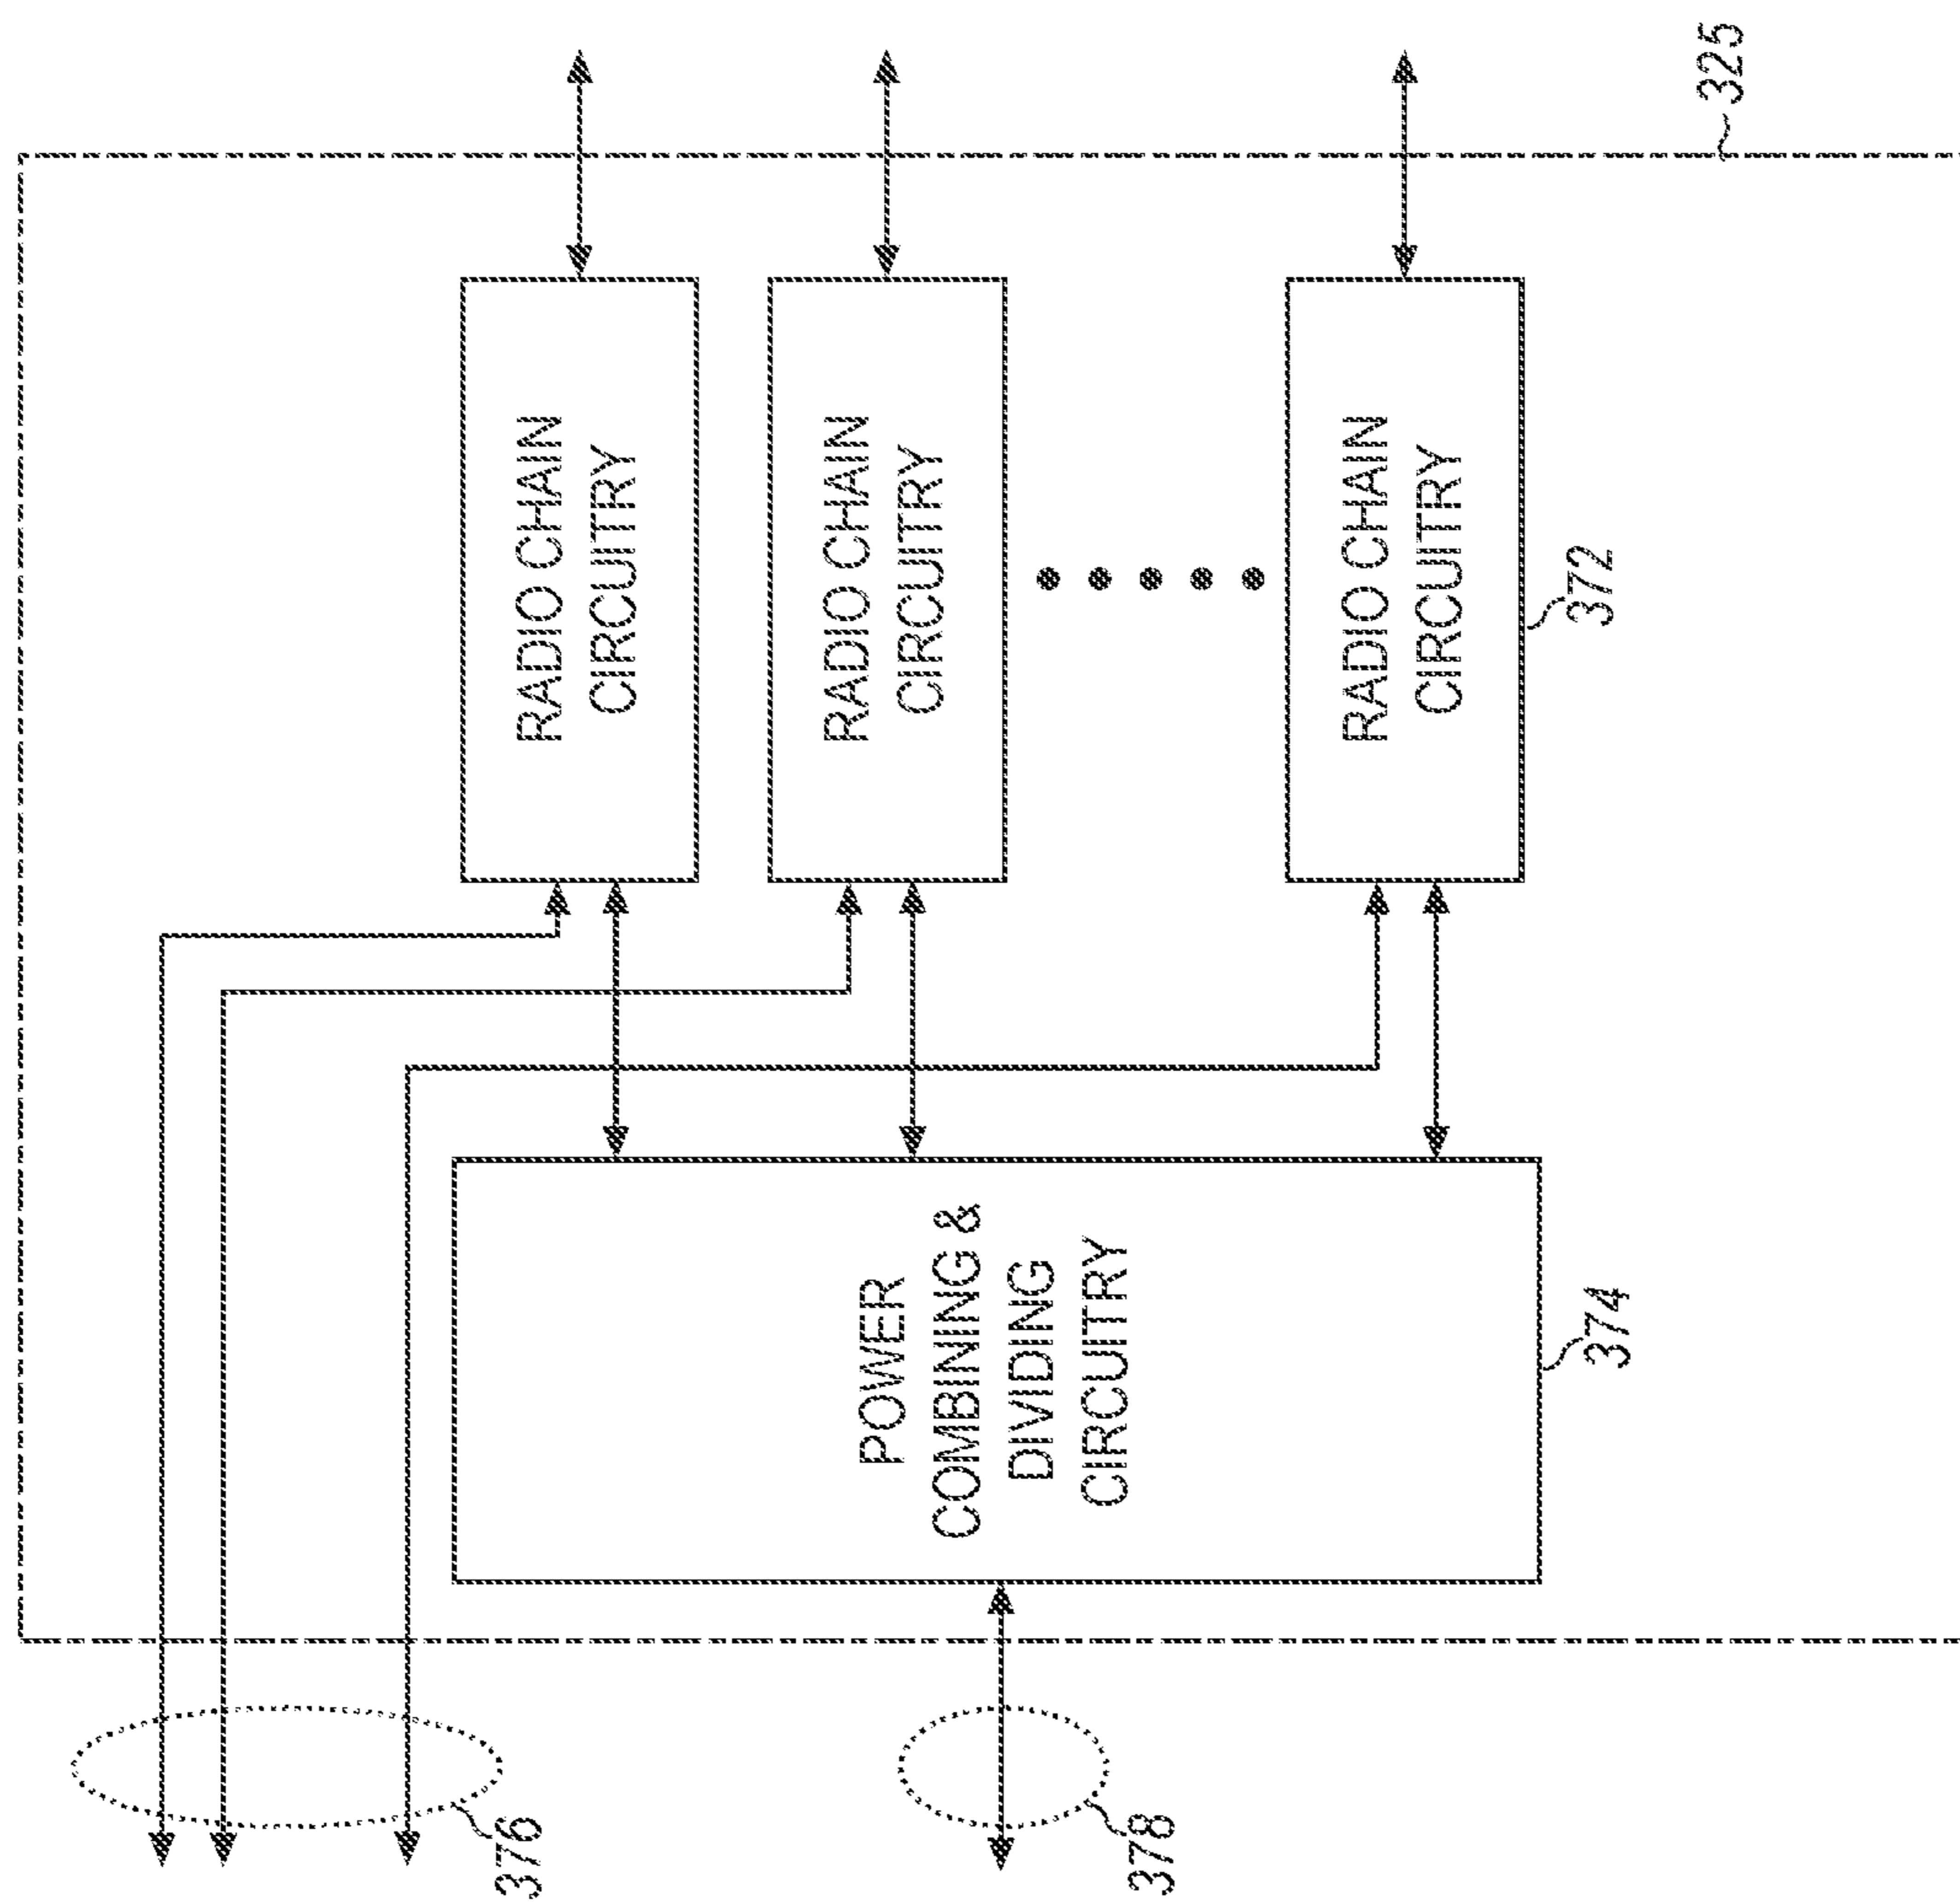 376
378
POWER
COMBINING &
DIVIDING
CIRCUITRY
374
RADIO CHAIN
CIRCUITRY
RADIO CHAIN
CIRCUITRY
RADIO CHAIN
CIRCUITRY
372
325